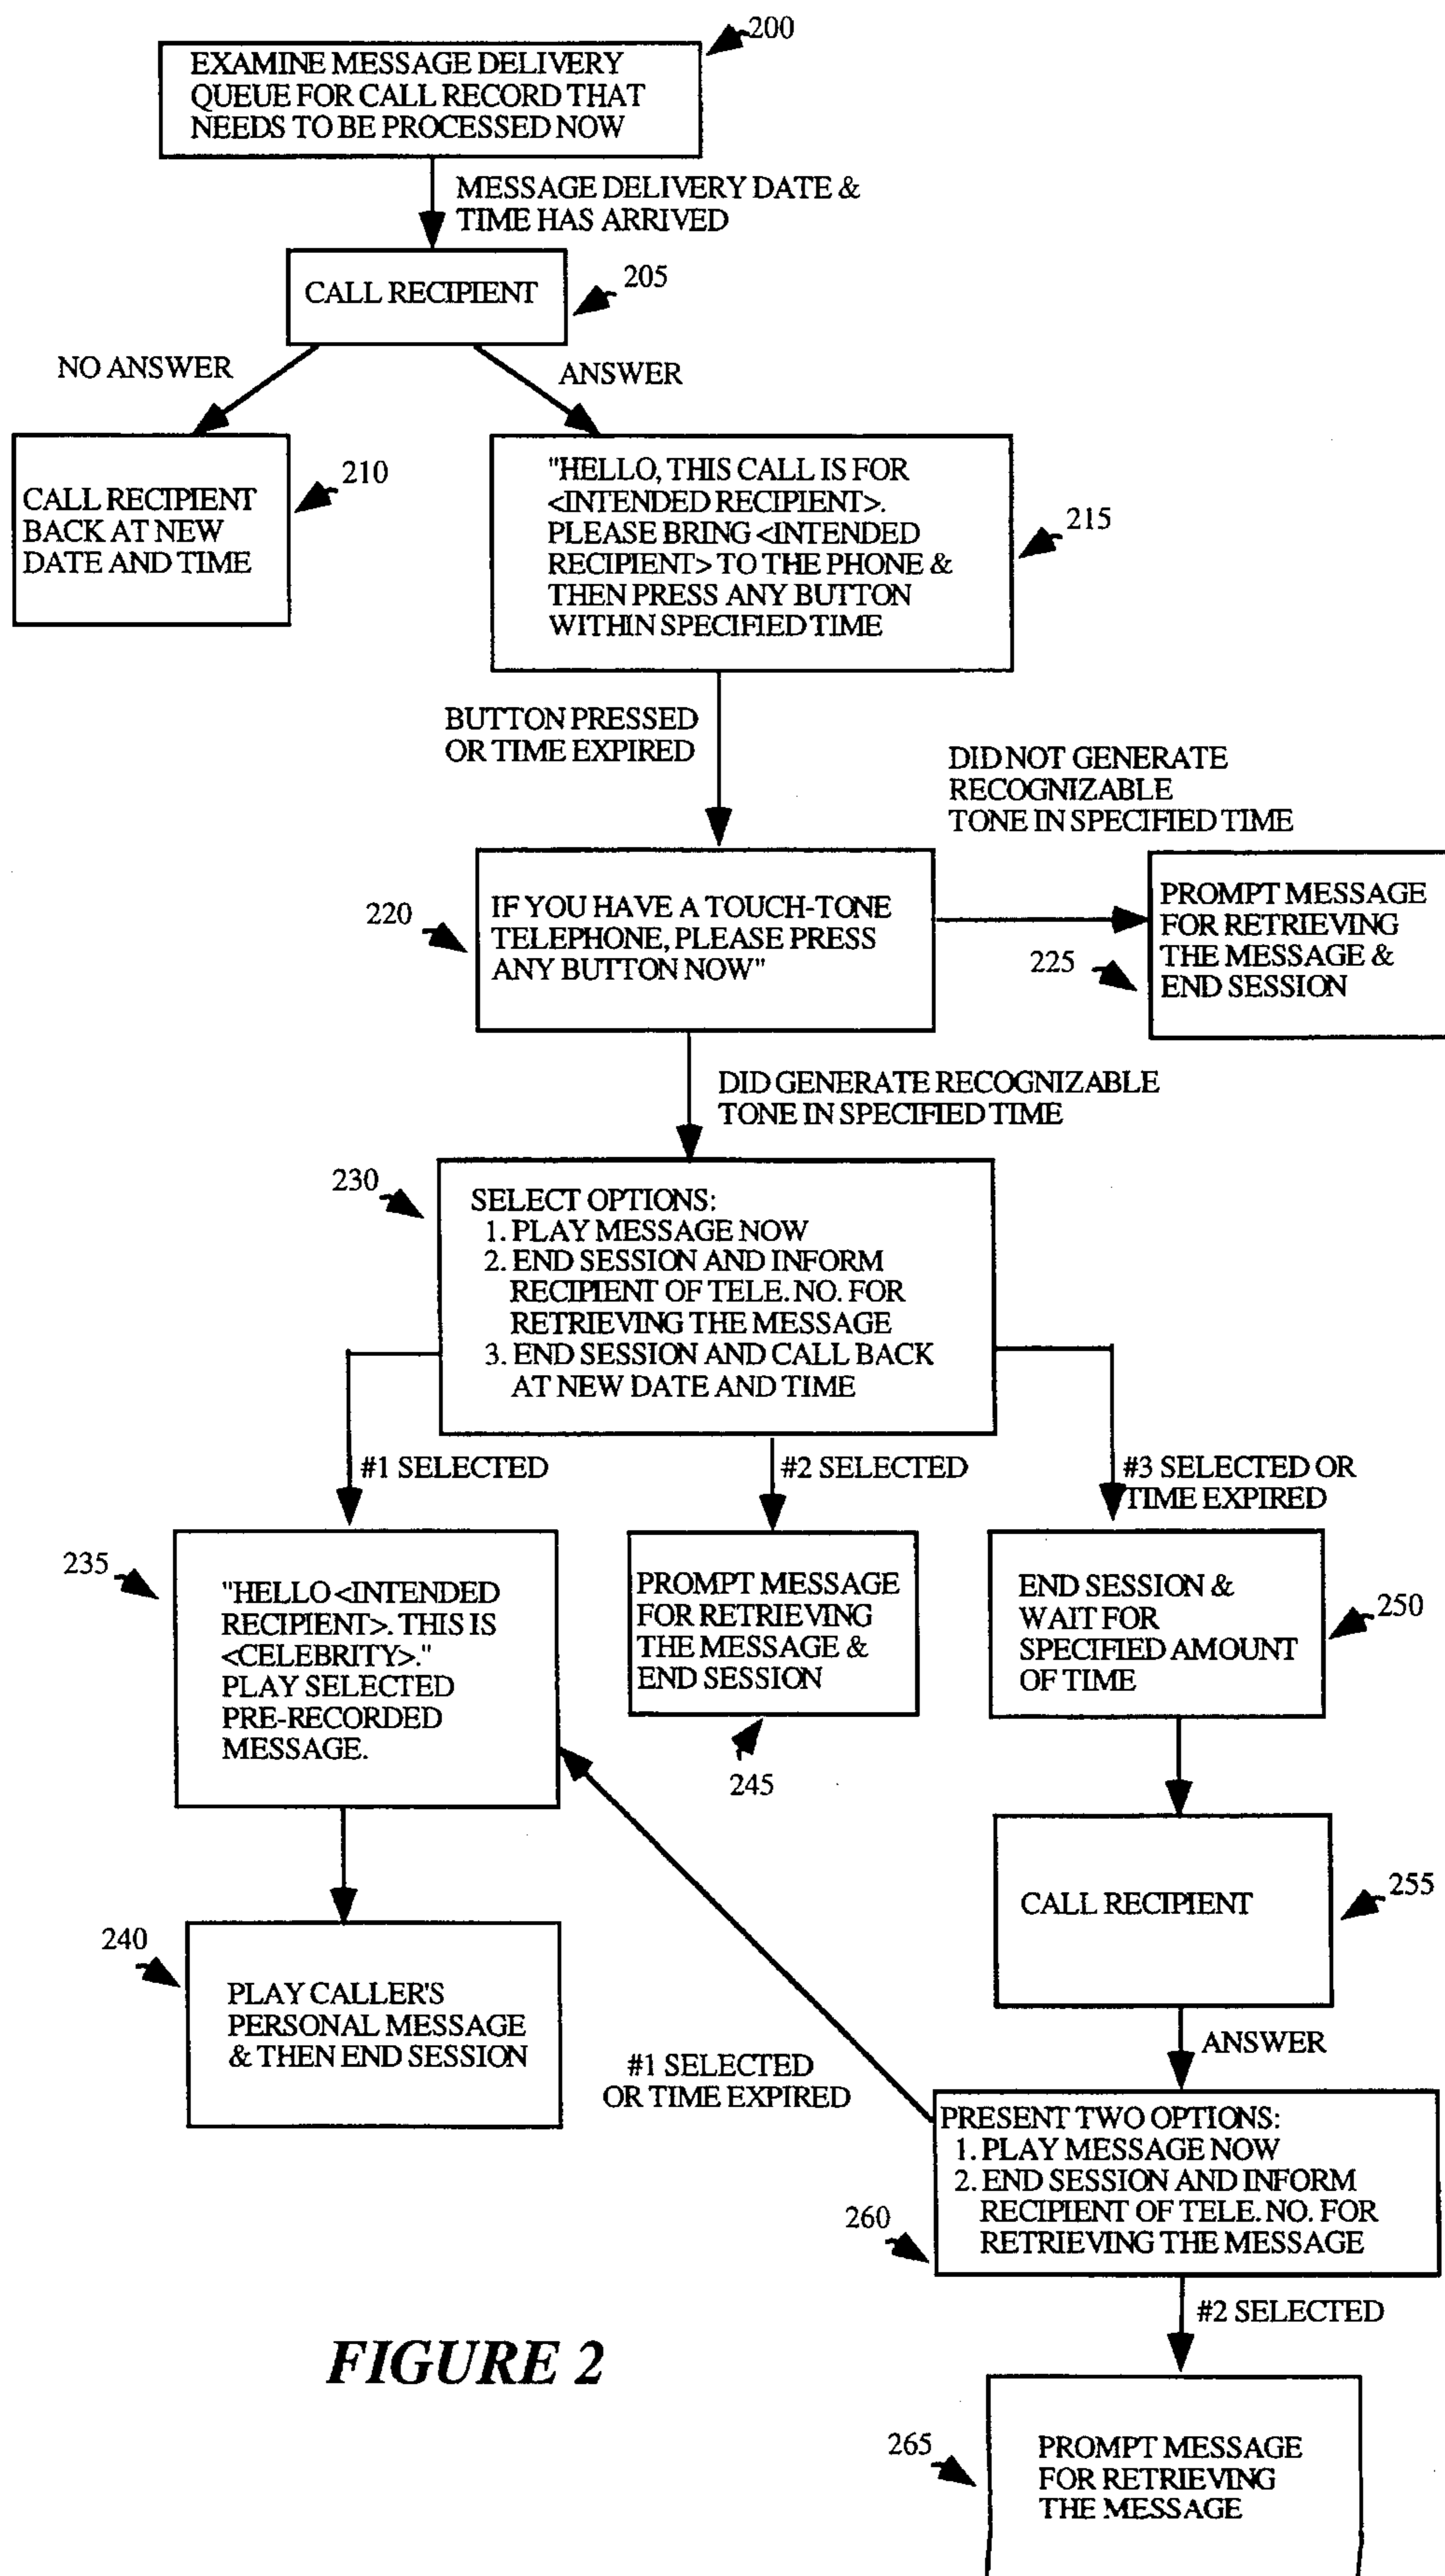 200
EXAMINE MESSAGE DELIVERY
QUEUE FOR CALL RECORD THAT
NEEDS TO BE PROCESSED NOW
MESSAGE DELIVERY DATE &
TIME HAS ARRIVED
CALL RECIPIENT
205
NO ANSWER
ANSWER
CALL RECIPIENT
BACK AT NEW
DATE AND TIME
210
"HELLO, THIS CALL IS FOR
<INTENDED RECIPIENT>.
PLEASE BRING <INTENDED
RECIPIENT> TO THE PHONE &
THEN PRESS ANY BUTTON
WITHIN SPECIFIED TIME
215
BUTTON PRESSED
OR TIME EXPIRED
DID NOT GENERATE
RECOGNIZABLE
TONE IN SPECIFIED TIME
220
IF YOU HAVE A TOUCH-TONE
TELEPHONE, PLEASE PRESS
ANY BUTTON NOW"
PROMPT MESSAGE
FOR RETRIEVING
THE MESSAGE &
END SESSION
225
DID GENERATE RECOGNIZABLE
TONE IN SPECIFIED TIME
230
SELECT OPTIONS:
1. PLAY MESSAGE NOW
2. END SESSION AND INFORM
RECIPIENT OF TELE. NO. FOR
RETRIEVING THE MESSAGE
3. END SESSION AND CALL BACK
AT NEW DATE AND TIME
#1 SELECTED
#2 SELECTED
#3 SELECTED OR
TIME EXPIRED
235
"HELLO <INTENDED
RECIPIENT>. THIS IS
<CELEBRITY>."
PLAY SELECTED
PRE-RECORDED
MESSAGE.
PROMPT MESSAGE
FOR RETRIEVING
THE MESSAGE &
END SESSION
245
END SESSION &
WAIT FOR
SPECIFIED AMOUNT
OF TIME
250
CALL RECIPIENT
255
240
PLAY CALLER'S
PERSONAL MESSAGE
& THEN END SESSION
ANSWER
#1 SELECTED
OR TIME EXPIRED
PRESENT TWO OPTIONS:
1. PLAY MESSAGE NOW
2. END SESSION AND INFORM
RECIPIENT OF TELE. NO. FOR
RETRIEVING THE MESSAGE
260
#2 SELECTED
FIGURE 2
265
PROMPT MESSAGE
FOR RETRIEVING
THE MESSAGE